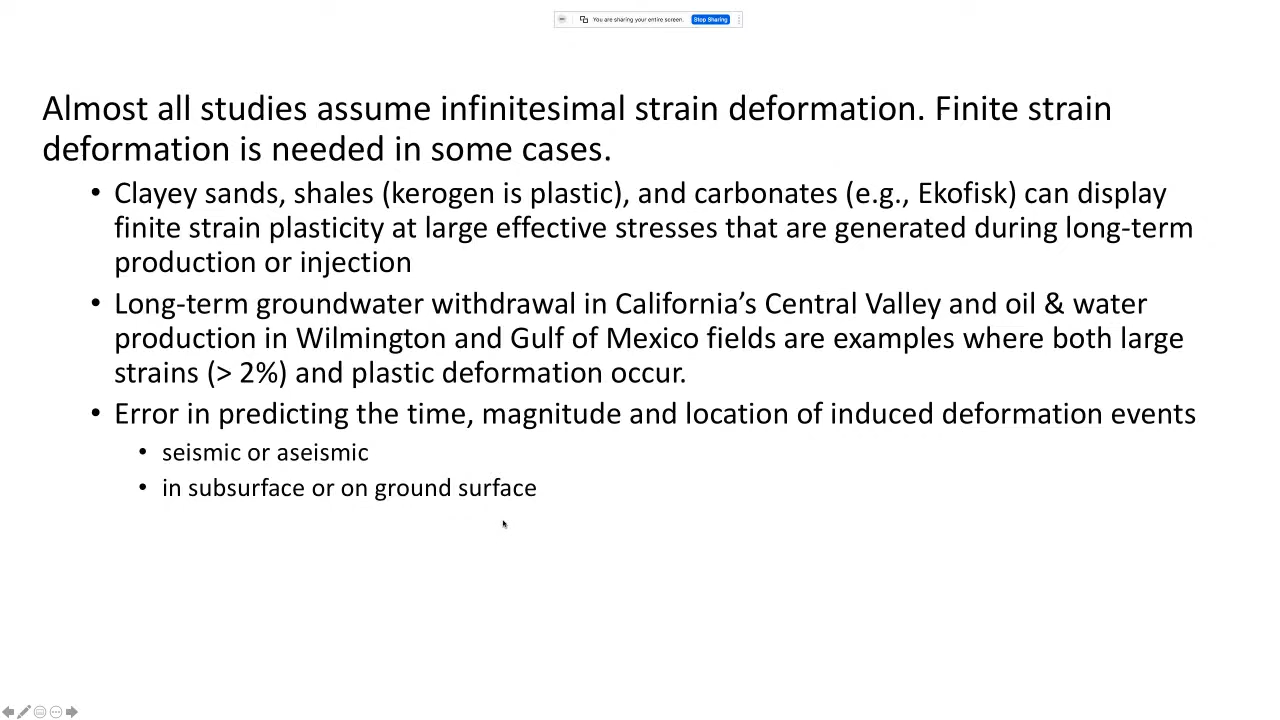 You are sharing your entire screen. Stop Sharing
Almost all studies assume infinitesimal strain deformation. Finite strain
deformation is needed in some cases.
• Clayey sands, shales (kerogen is plastic), and carbonates (e.g., Ekofisk) can display
finite strain plasticity at large effective stresses that are generated during long-term
production or injection
• Long-term groundwater withdrawal in California’s Central Valley and oil & water
production in Wilmington and Gulf of Mexico fields are examples where both large
strains (> 2%) and plastic deformation occur.
• Error in predicting the time, magnitude and location of induced deformation events
• seismic or aseismic
• in subsurface or on ground surface